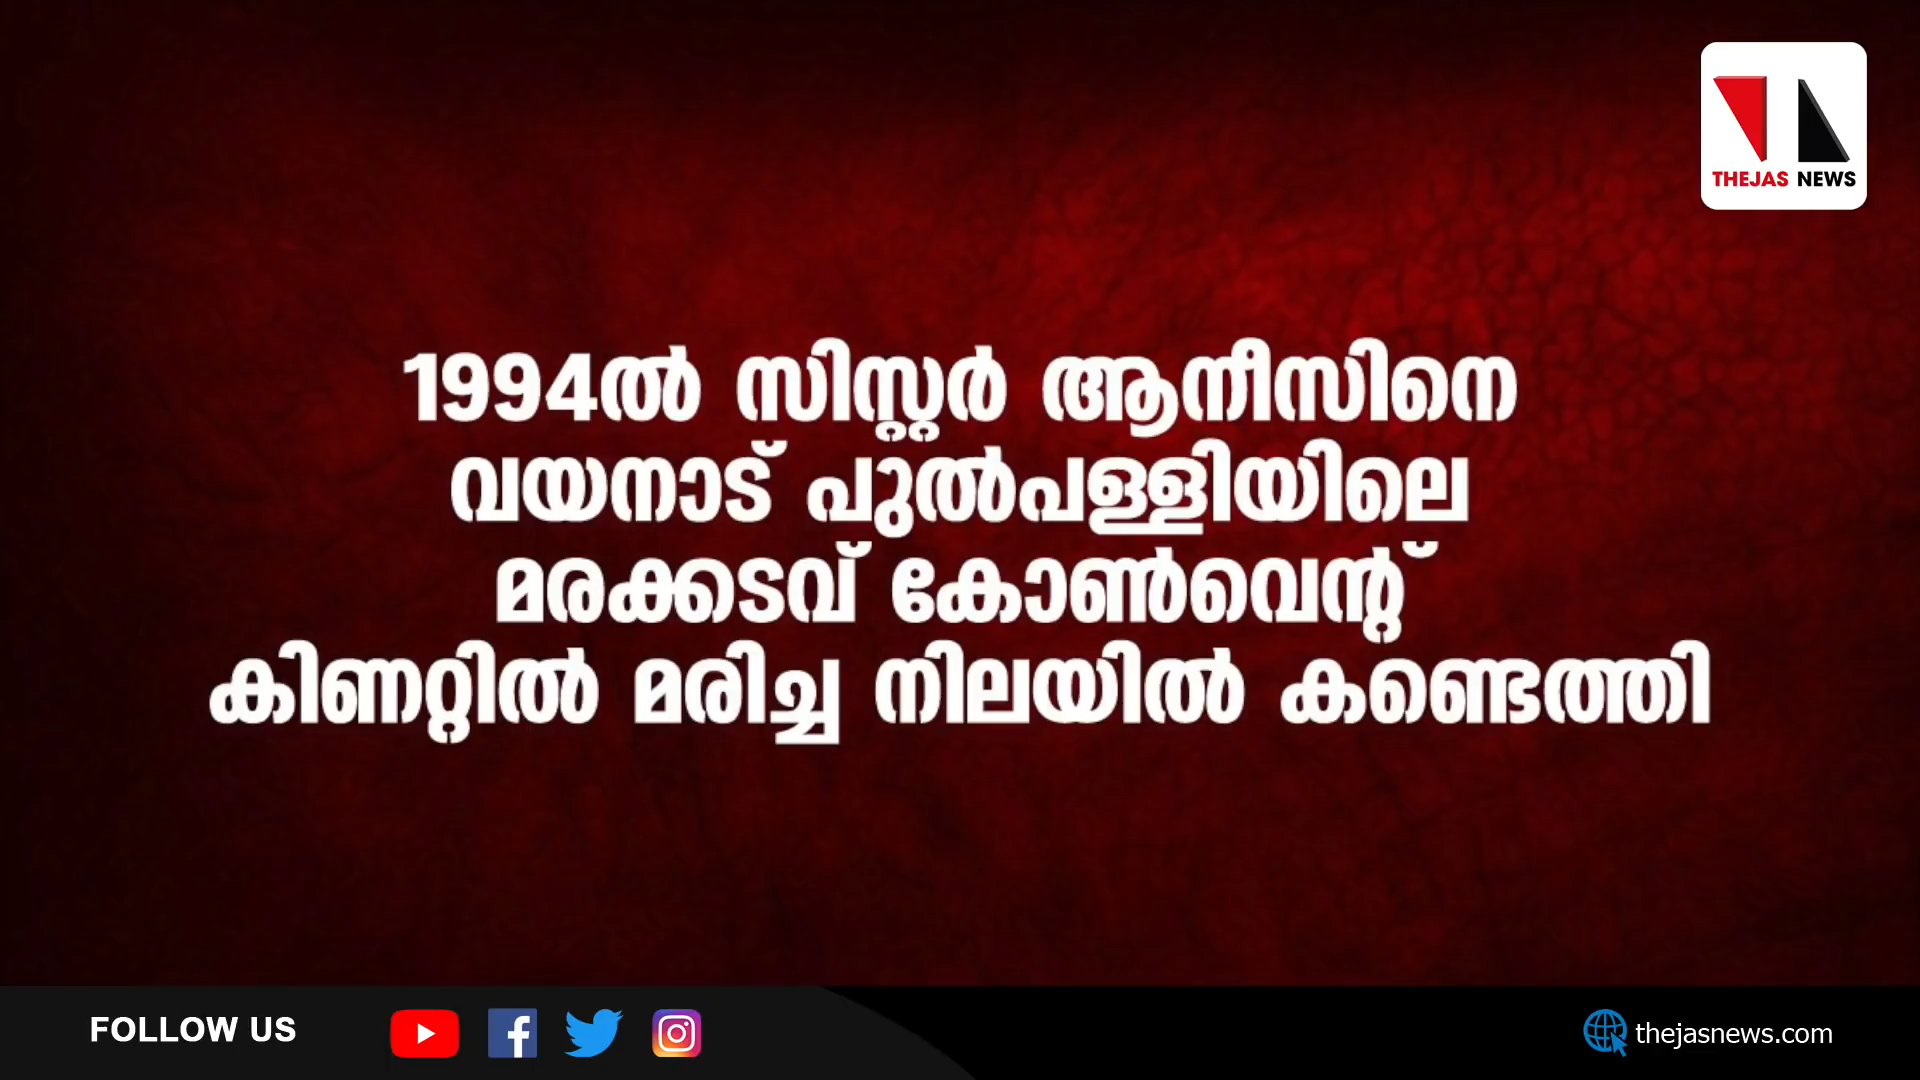 THEJAS NEWS
1994ൽ സിസ്റ്റർ ആനീസിനെ
വയനാട് പുൽപള്ളിയിലെ
മരക്കടവ് കോൺവെന്റ്
കിണറ്റിൽ മരിച്ച നിലയിൽ കണ്ടെത്തി
FOLLOW US
thejasnews.com